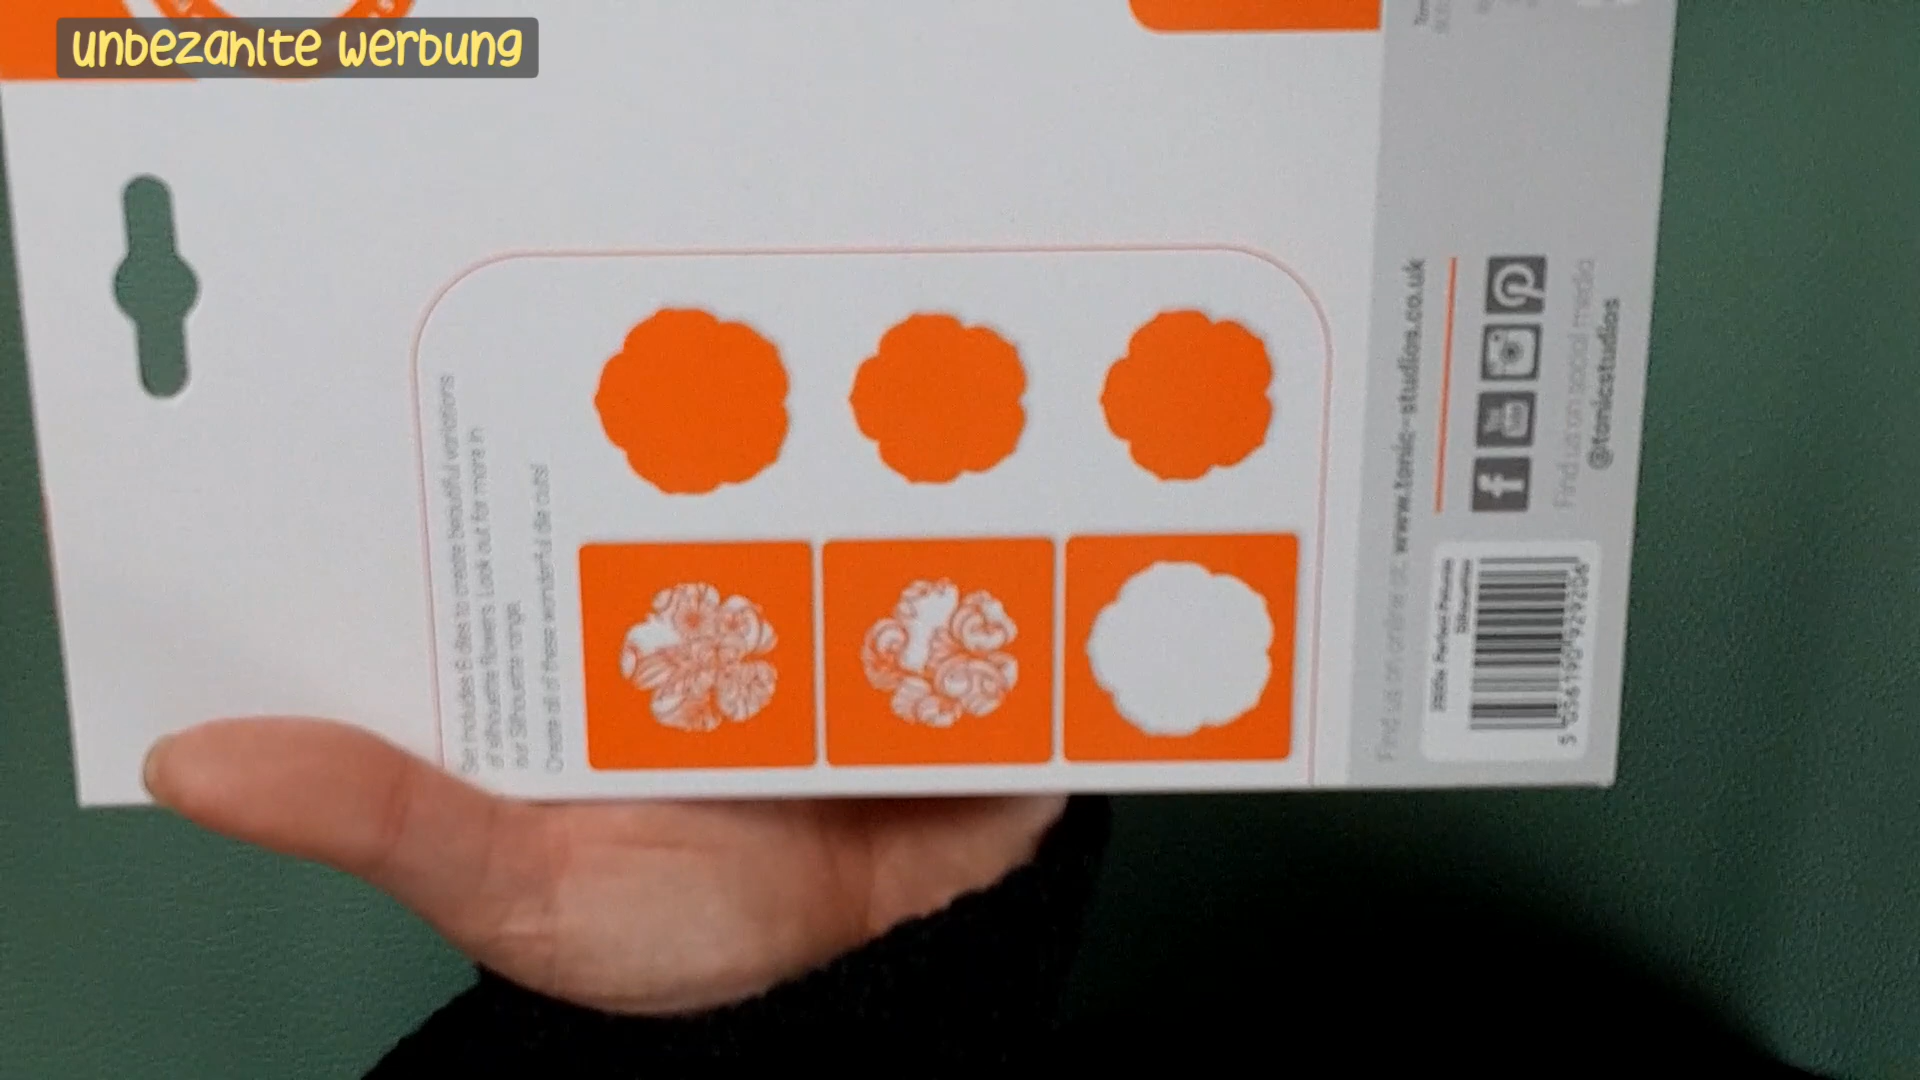 unbezahlte werbung
Set includes 6 dies to create beautiful variations
of silhouette flowers. Look out for more in
our Silhouette range.
Create all of these wonderful die cuts!
Find us on online at: www.tonic-studios.co.uk
Find us on social media
@tonicstudios
Silhouette